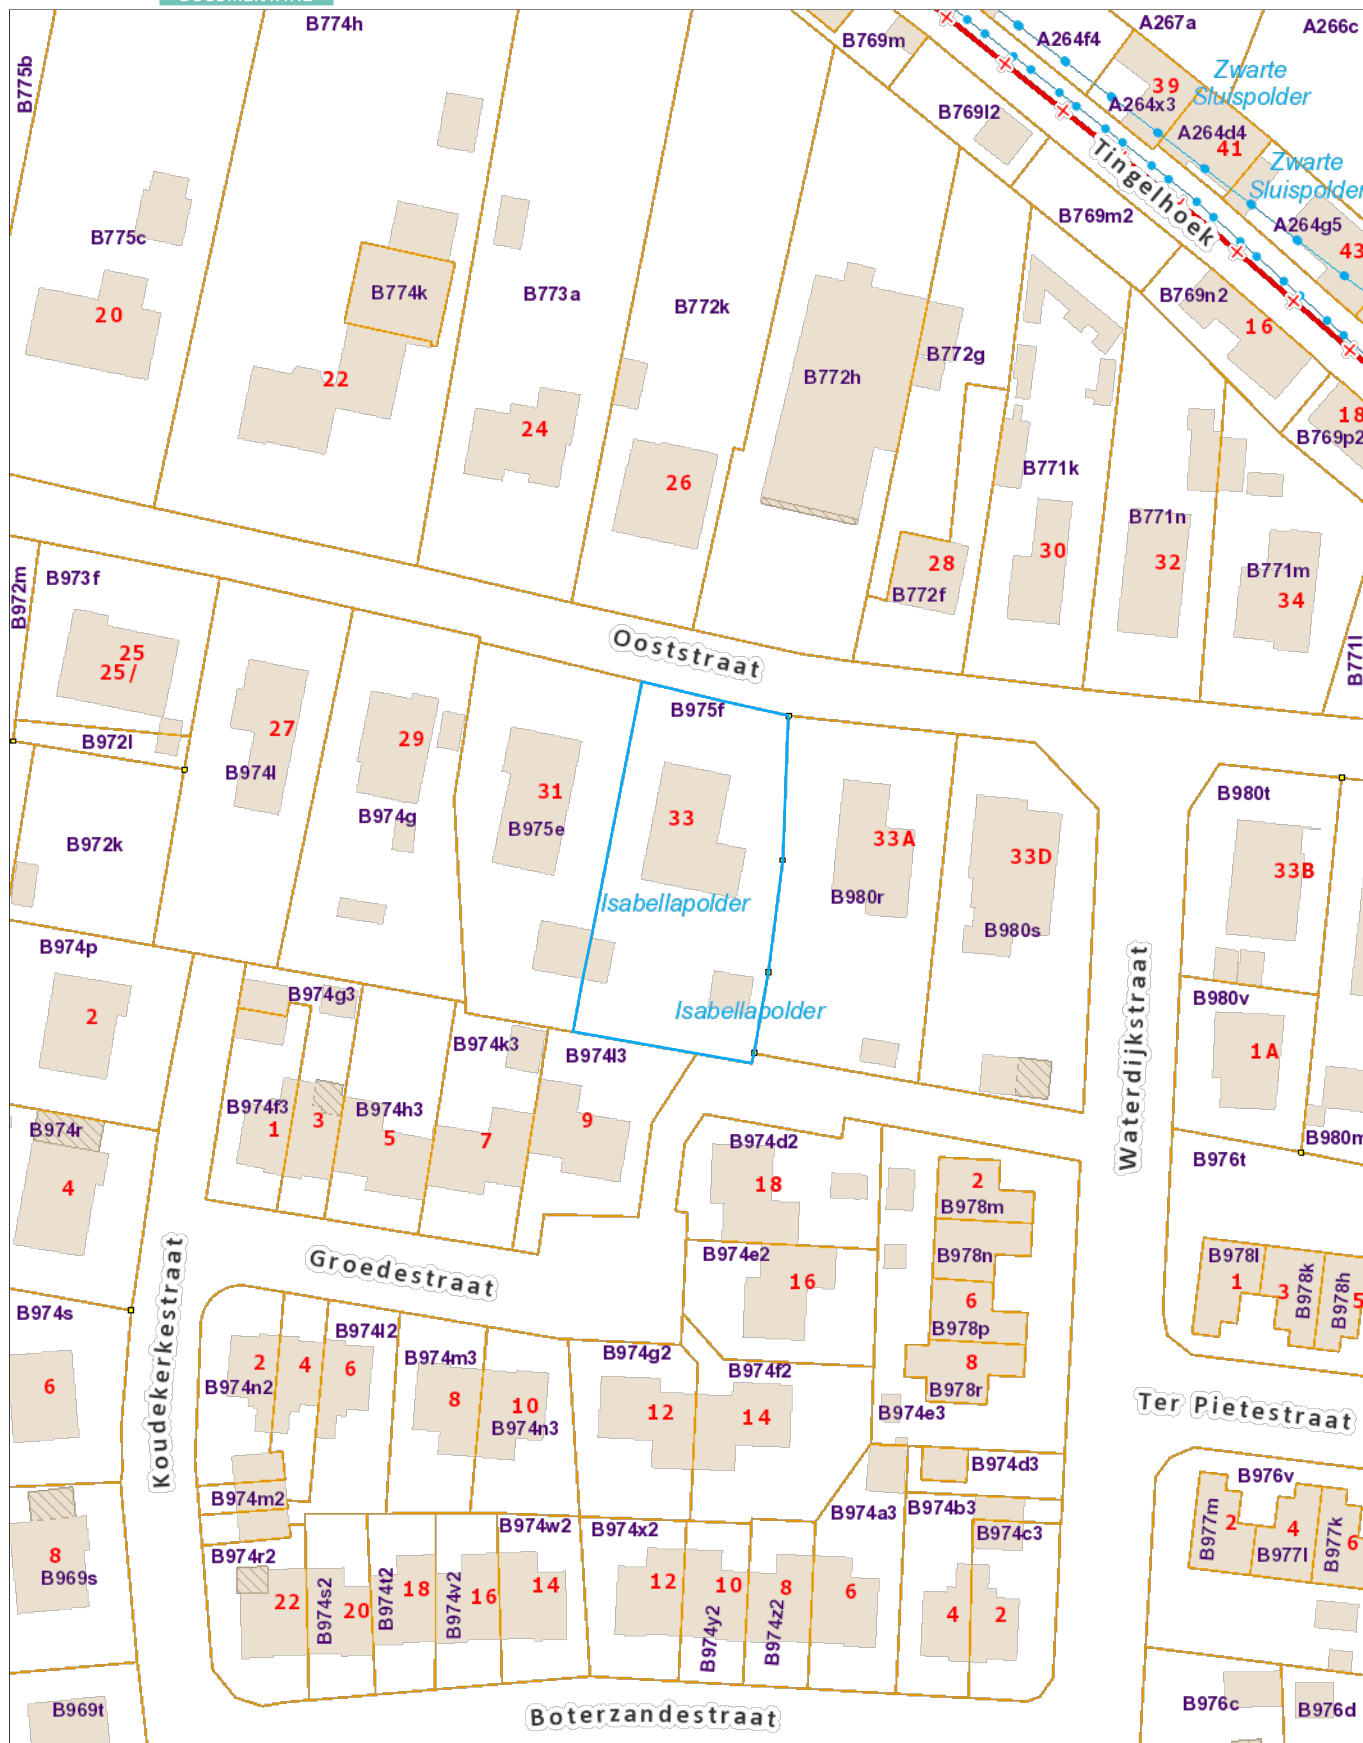 B774h
A267a
A266c
B769m
A264f4
B775b
39
Zwarte
Sluispolder
A264x3
B769l2
A264d4
41
Tingelhoek
Zwarte
Sluispolder
B769m2
A264g5
43
B775c
B774k
B773a
B772k
B769n2
20
16
B772g
22
B772h
24
18
B769p2
B771k
26
B771n
30
32
28
B771m
34
B772f
B973f
B972m
25
25/
Ooststraat
B771l
B975f
27
B972l
29
B974l
31
B980t
33
B974g
B975e
33A
33D
33B
B972k
B980r
Isabellapolder
B980s
B974p
B974g3
B980v
2
Isabellapolder
B974k3
B974l3
Waterdijkstraat
1A
B974f3
B974h3
3
9
B974r
1
5
7
B974d2
B980m
B976t
4
18
2
B978m
Koudekerkestraat
Groedestraat
B974e2
B978n
B978l
16
1
3
B978k
B978h
5
B974s
6
B978p
B974l2
B974m3
B974g2
2
4
6
B974f2
8
6
B974n2
B978r
8
10
12
14
B974e3
Ter Pietestraat
B974n3
B974d3
B976v
B974m2
B974a3
B974b3
B977m
2
4
B977k
6
B974w2
B974x2
B974c3
8
B974r2
B977l
B969s
18
16
14
12
10
8
6
22
B974s2
20
B974t2
B974v2
B974y2
B974z2
4
2
B969t
Boterzandestraat
B976c
B976d